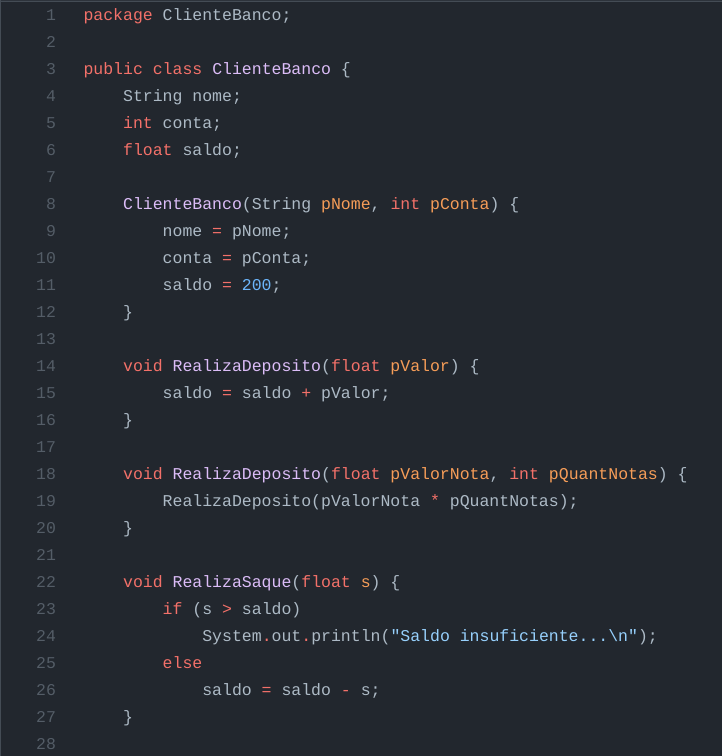 1 package ClienteBanco;
2
3 public class ClienteBanco {
4     String nome;
5     int conta;
6     float saldo;
7
8     ClienteBanco(String pNome, int pConta) {
9         nome = pNome;
10         conta = pConta;
11         saldo = 200;
12     }
13
14     void RealizaDeposito(float pValor) {
15         saldo = saldo + pValor;
16     }
17
18     void RealizaDeposito(float pValorNota, int pQuantNotas) {
19         RealizaDeposito(pValorNota * pQuantNotas);
20     }
21
22     void RealizaSaque(float s) {
23         if (s > saldo)
24             System.out.println("Saldo insuficiente...\n");
25         else
26             saldo = saldo - s;
27     }
28